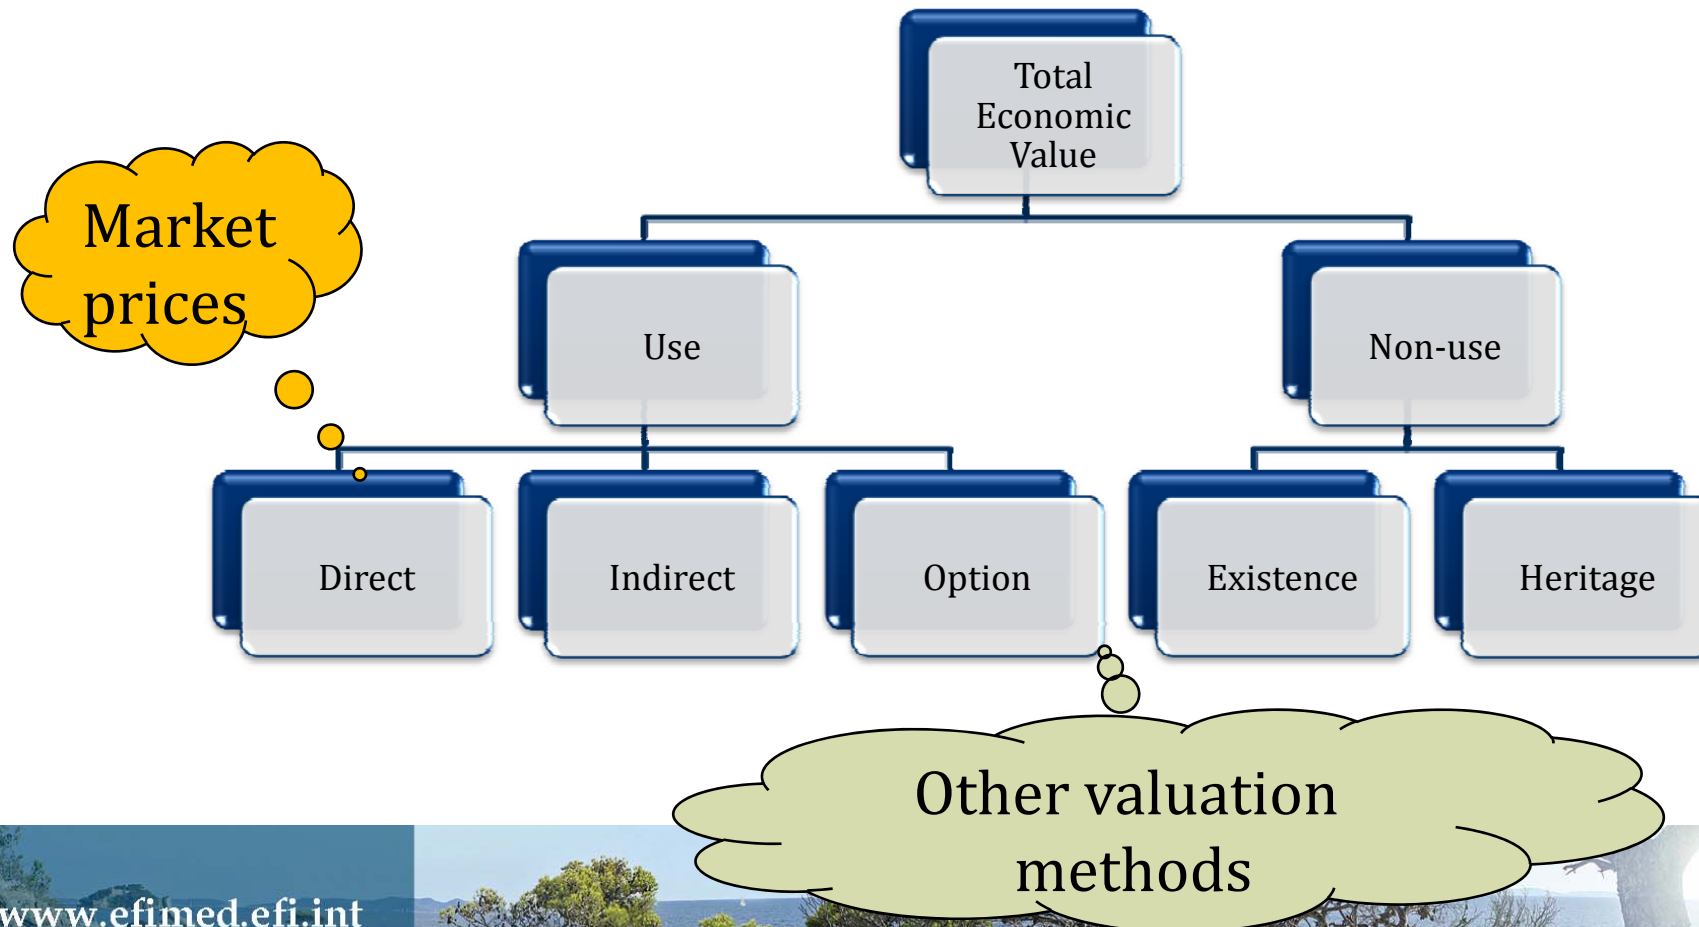 Total
Economic
Value
Market
prices
Use
Non-use
Direct
Indirect
Option
Existence
Heritage
Other valuation
methods
www.efimed.efi.int